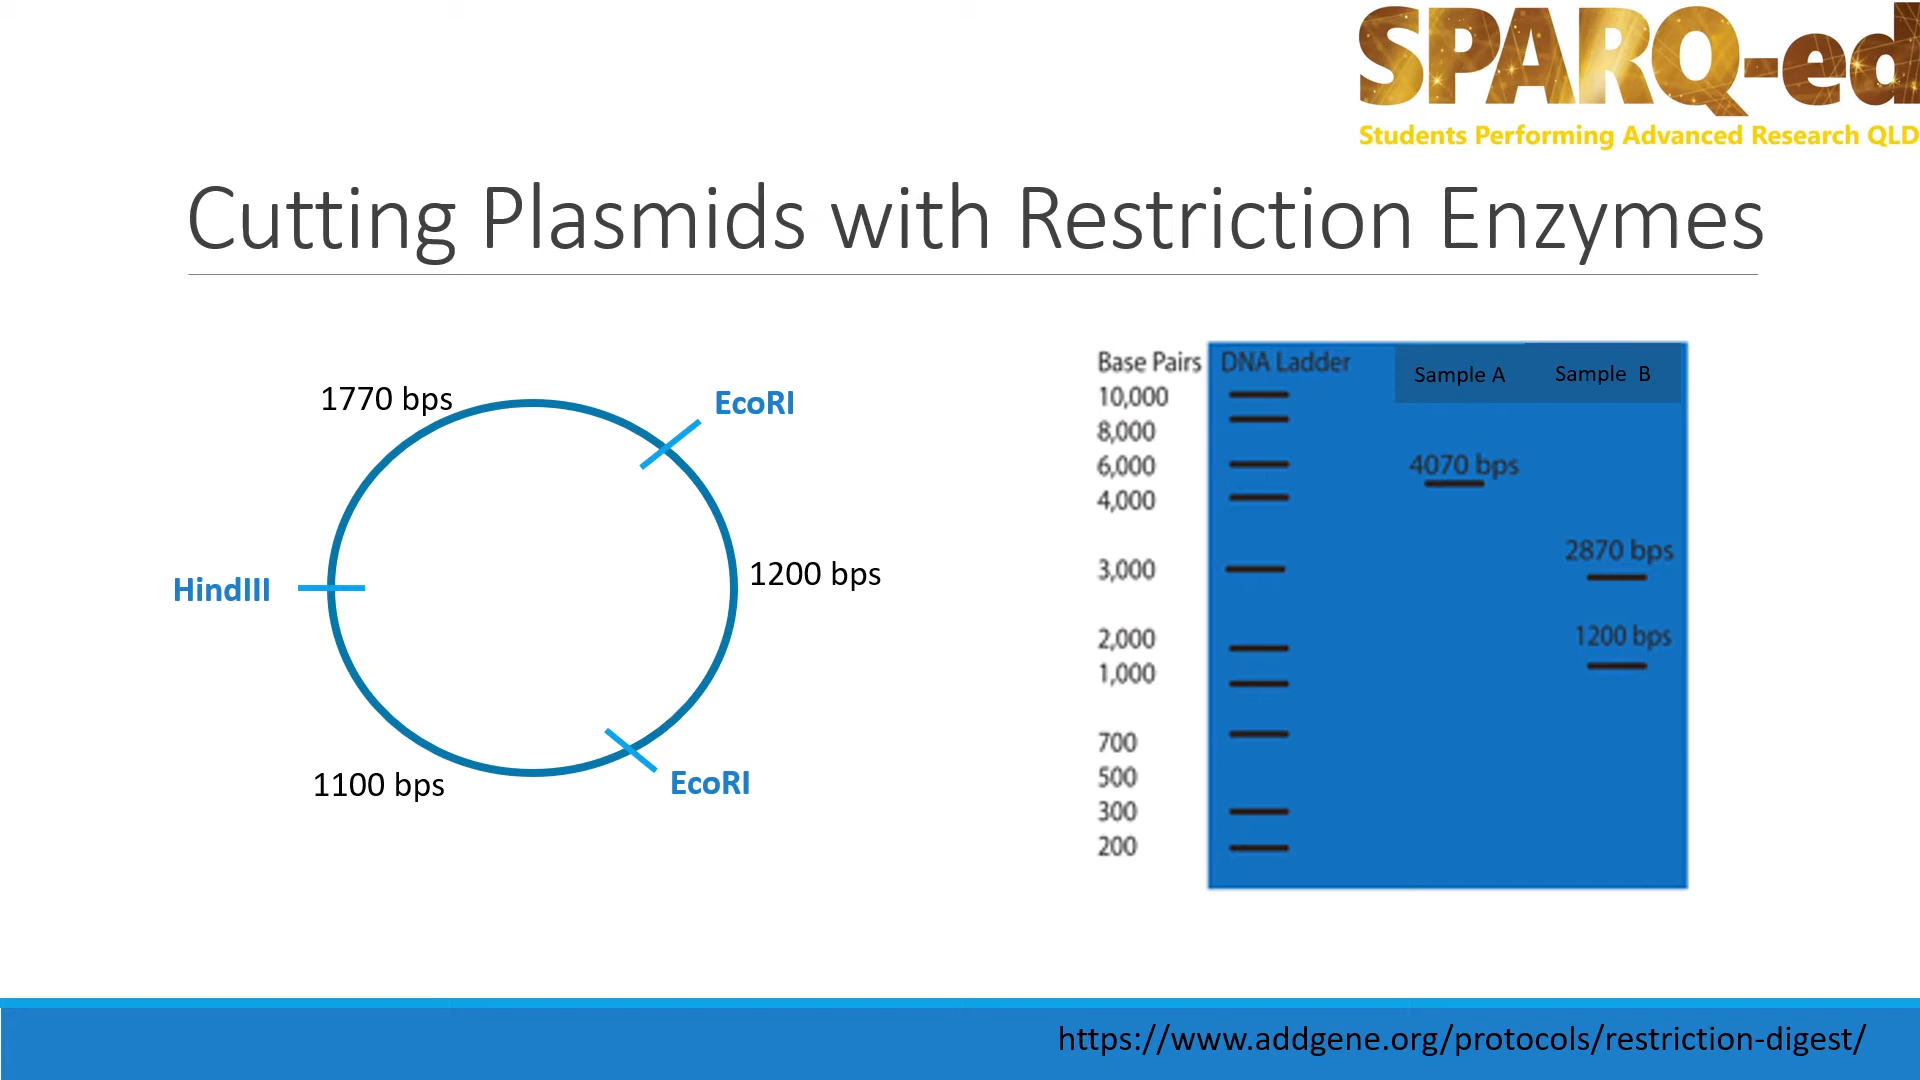 SPARQ-ed
Students Performing Advanced Research QLD
Cutting Plasmids with Restriction Enzymes
1770 bps
EcoRI
HindIII
1200 bps
1100 bps
EcoRI
Base Pairs
DNA Ladder
Sample A
Sample B
10,000
8,000
6,000
4,000
3,000
2,000
1,000
700
500
300
200
4070 bps
2870 bps
1200 bps
https://www.addgene.org/protocols/restriction-digest/